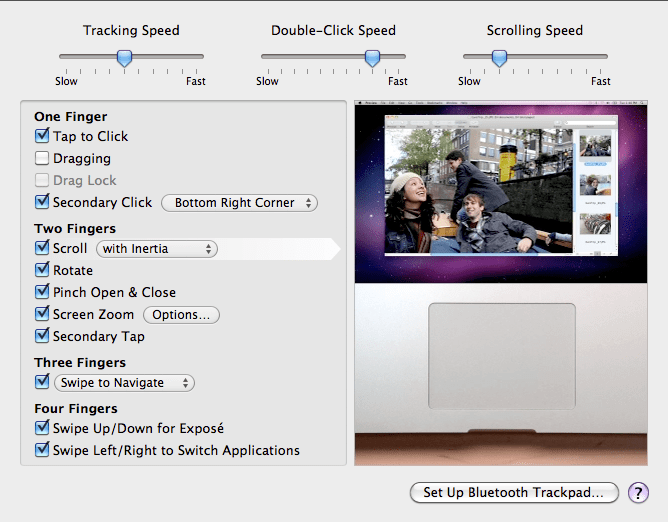 Tracking Speed
Double-Click Speed
Scrolling Speed
Slow Fast
Slow Fast
Slow Fast
One Finger
Tap to Click
Dragging
Drag Lock
Secondary Click Bottom Right Corner
Two Fingers
Scroll with Inertia
Rotate
Pinch Open & Close
Screen Zoom Options...
Secondary Tap
Three Fingers
Swipe to Navigate
Four Fingers
Swipe Up/Down for Exposé
Swipe Left/Right to Switch Applications
Set Up Bluetooth Trackpad... ?